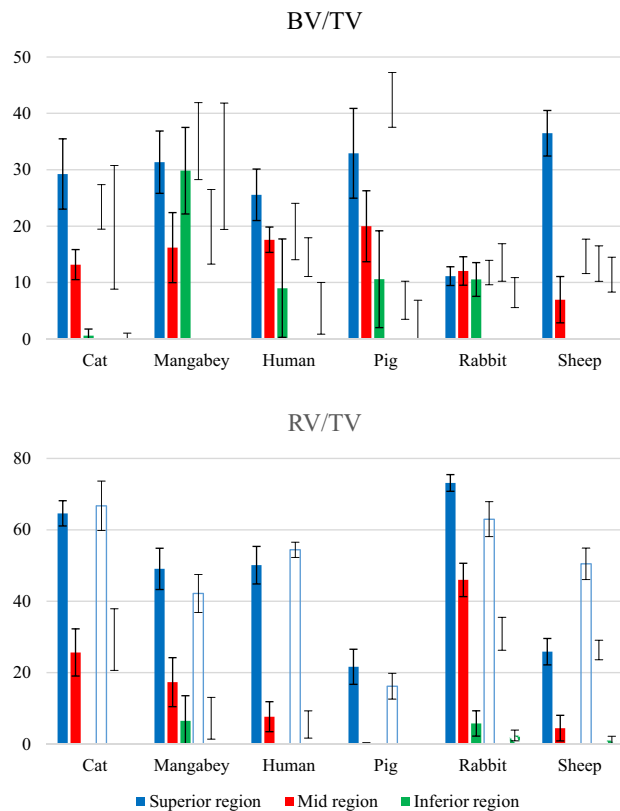 BV/TV
50
40
30
20
10
0
Cat Mangabey Human Pig Rabbit Sheep
RV/TV
80
60
40
20
0
Cat Mangabey Human Pig Rabbit Sheep
Superior region Mid region Inferior region